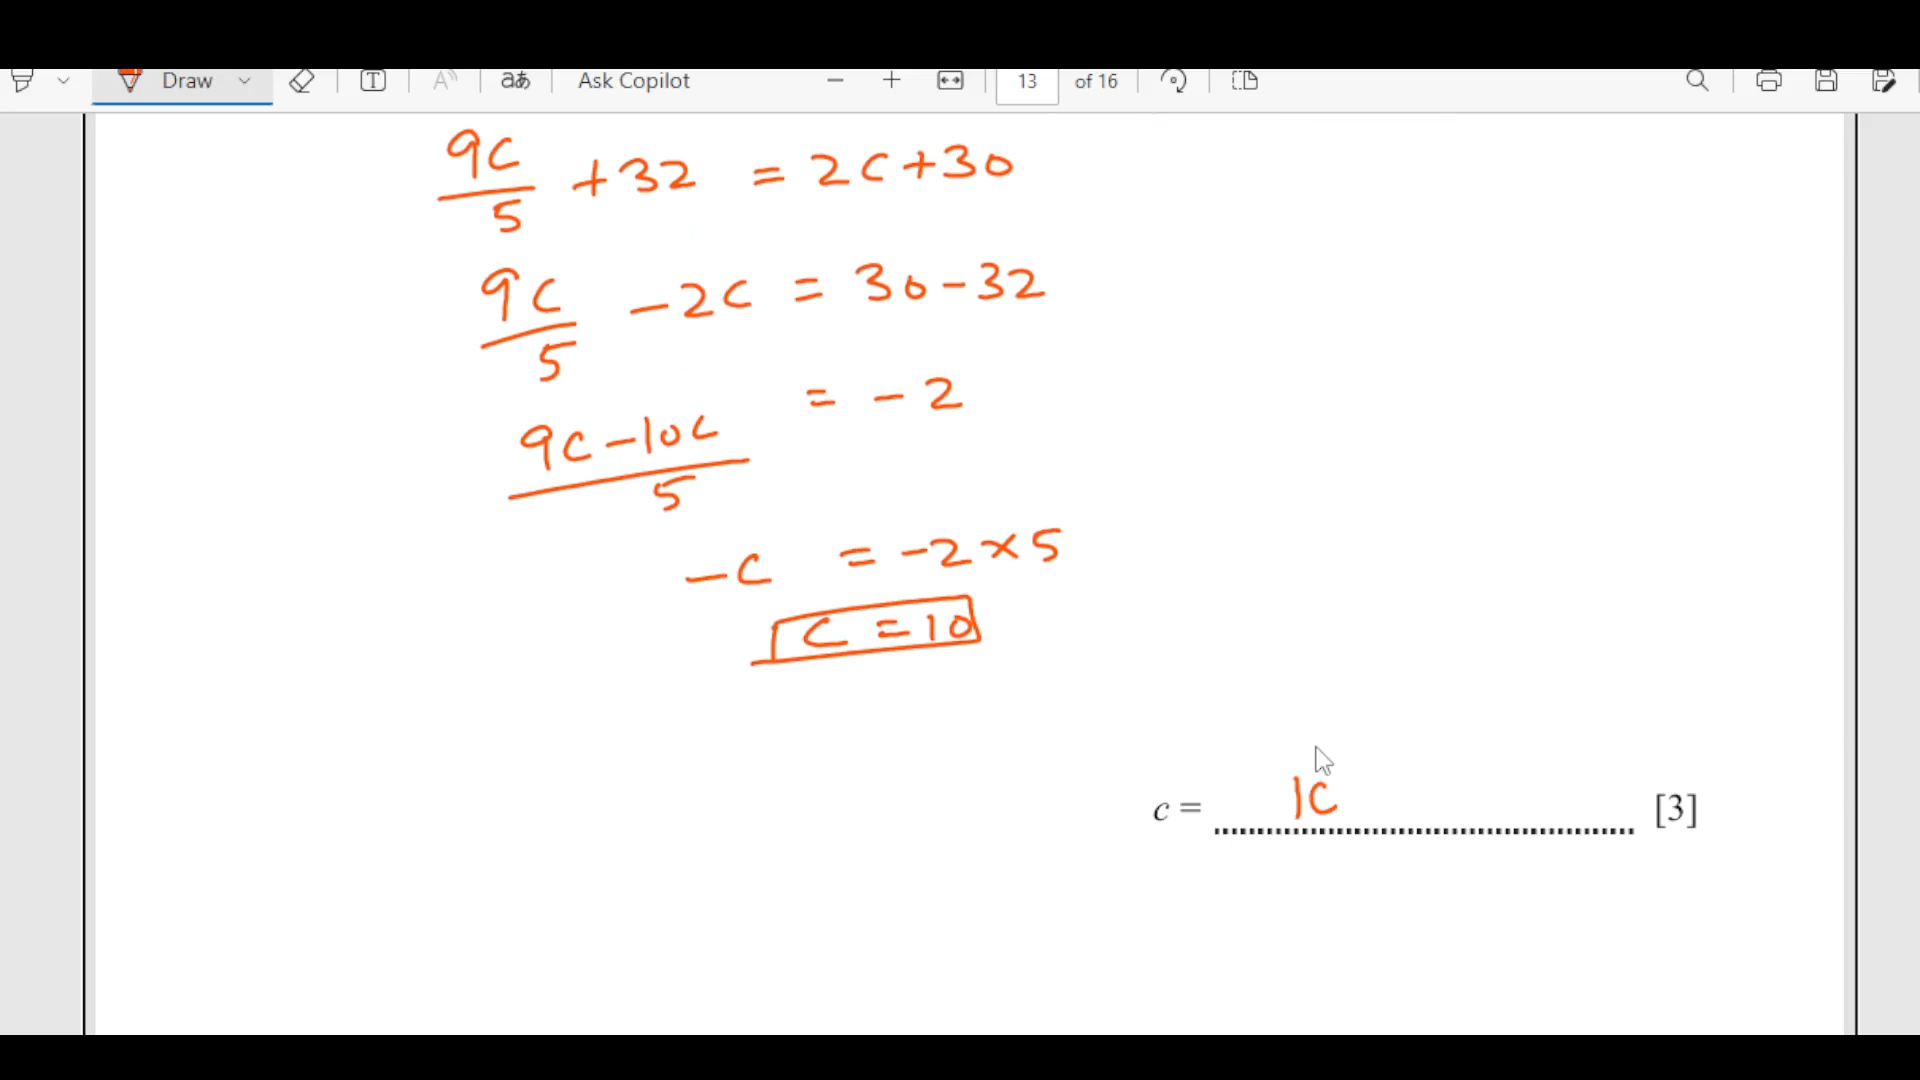 Draw Ask Copilot 13 of 16
9c/5 + 32 = 2c + 30
9c/5 - 2c = 30 - 32
9c - 10c/5 = - 2
- c = - 2 × 5
c = 10
c = 1c [3]